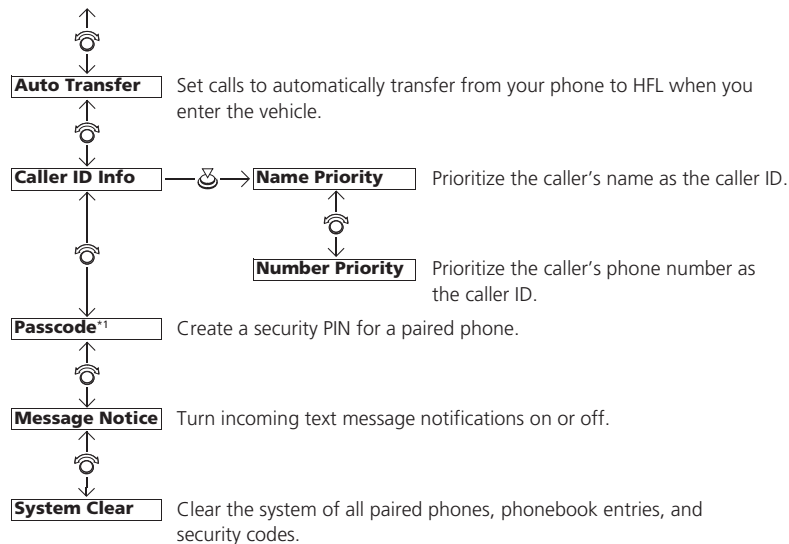 Auto Transfer
Set calls to automatically transfer from your phone to HFL when you
enter the vehicle.
Caller ID Info
Name Priority
Prioritize the caller's name as the caller ID.
Number Priority
Prioritize the caller's phone number as
the caller ID.
Passcode*1
Create a security PIN for a paired phone.
Message Notice
Turn incoming text message notifications on or off.
System Clear
Clear the system of all paired phones, phonebook entries, and
security codes.